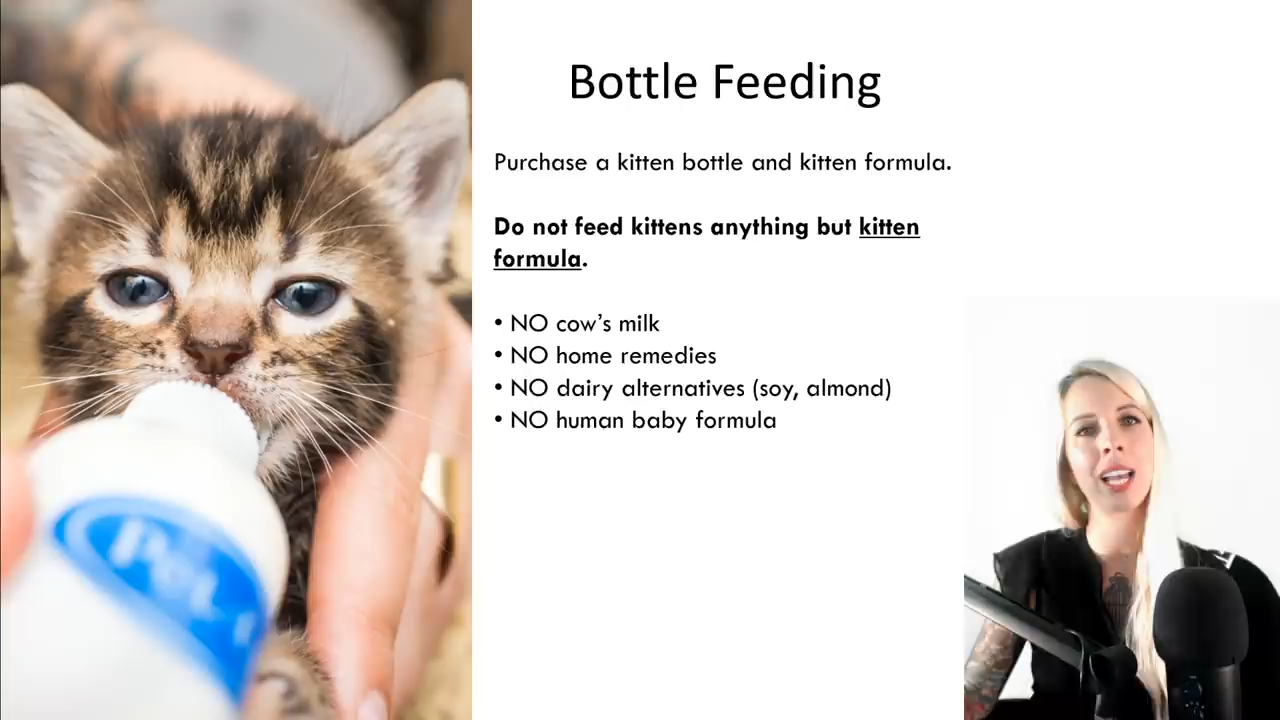 Bottle Feeding
Purchase a kitten bottle and kitten formula.
Do not feed kittens anything but kitten
formula.
• NO cow’s milk
• NO home remedies
• NO dairy alternatives (soy, almond)
• NO human baby formula